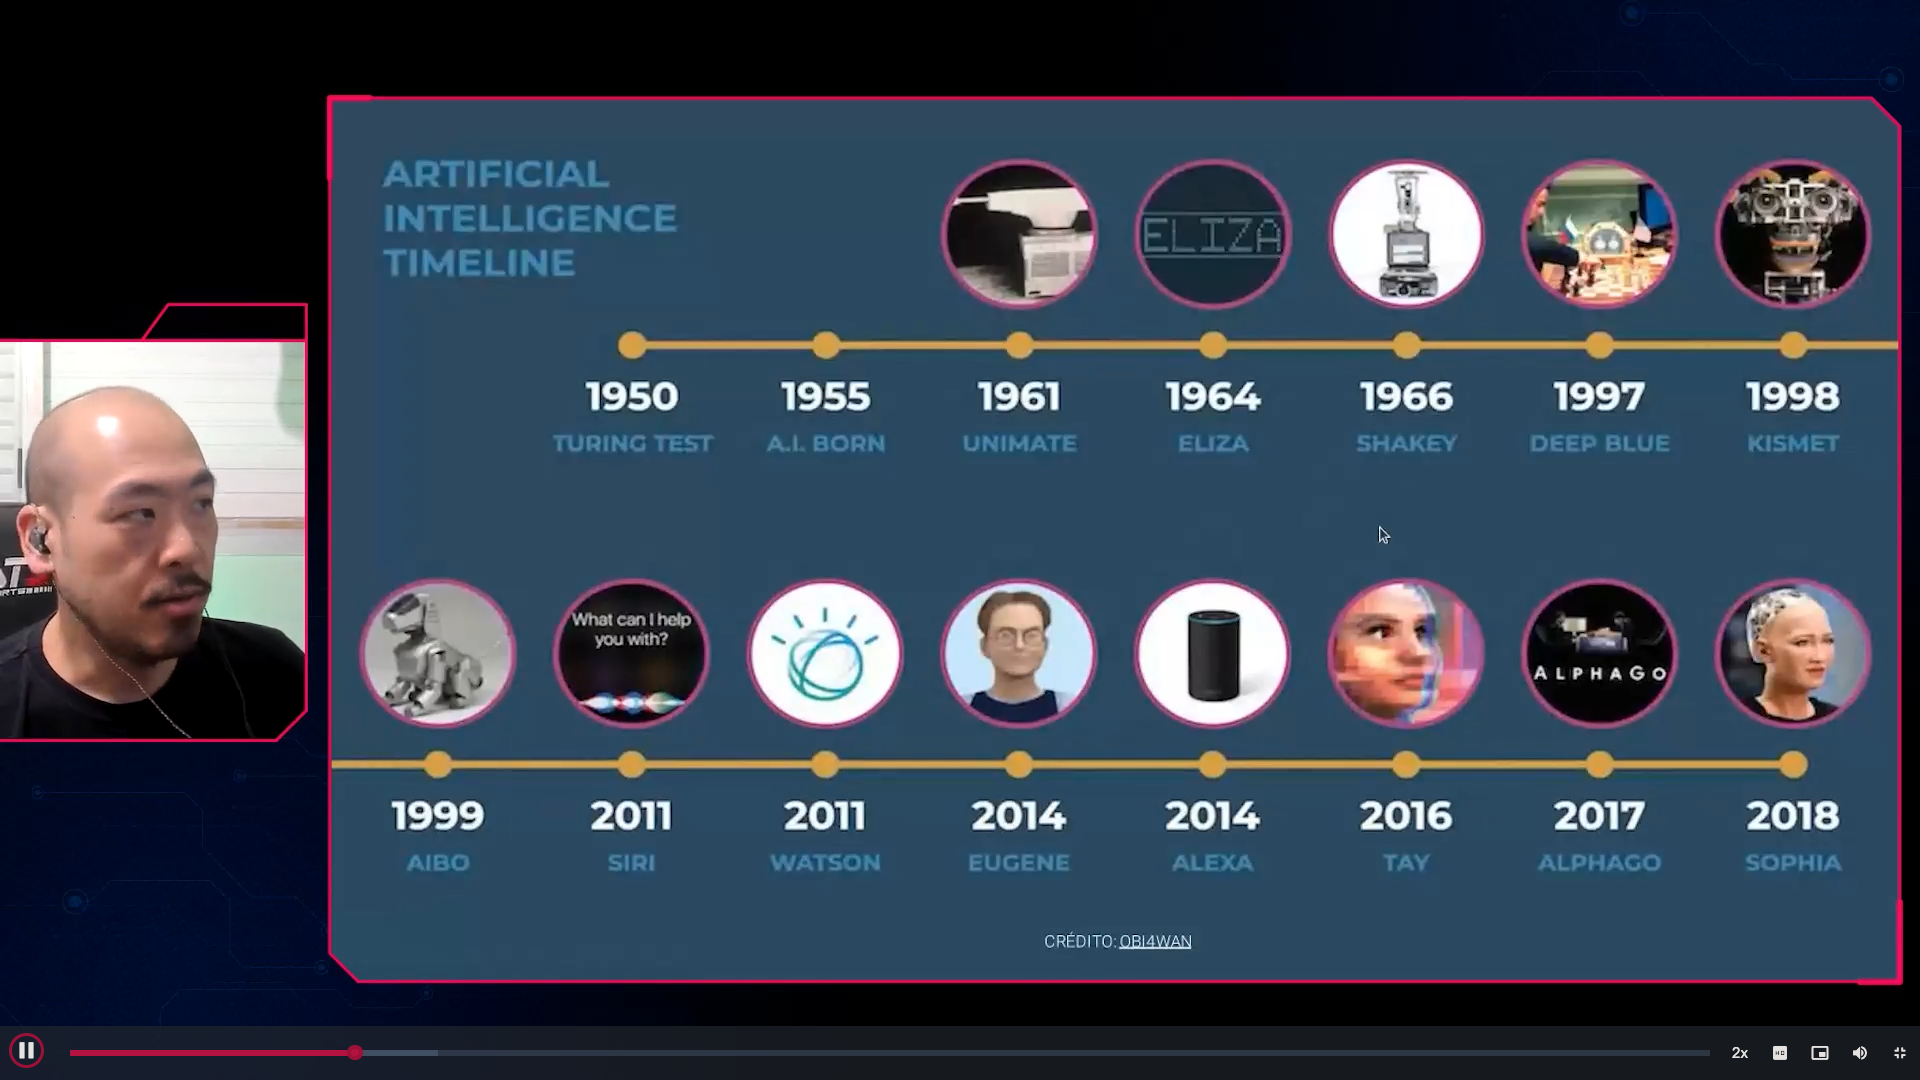 ARTIFICIAL
INTELLIGENCE
TIMELINE
ELIZA
1950 1955 1961 1964 1966 1997 1998
TURING TEST A.I. BORN UNIMATE ELIZA SHAKEY DEEP BLUE KISMET
What can I help
you with?
ALPHAGO
1999 2011 2011 2014 2014 2016 2017 2018
AIBO SIRI WATSON EUGENE ALEXA TAY ALPHAGO SOPHIA
CRÉDITO: OBI4WAN
2x